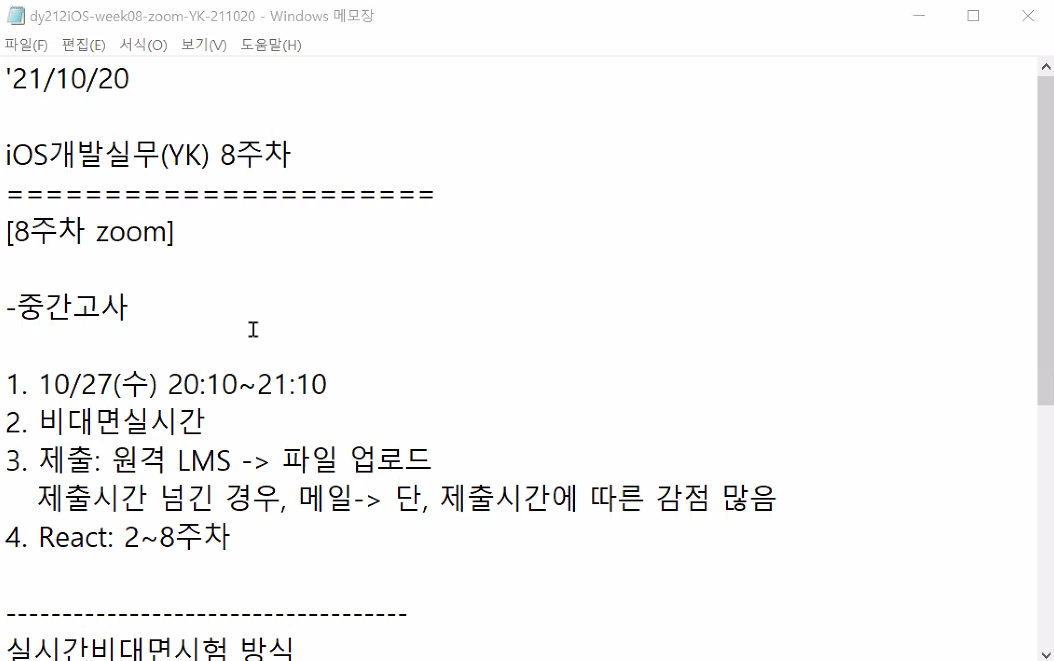 dy212iOS-week08-zoom-YK-211020 - Windows 메모장
파일(F) 편집(E) 서식(O) 보기(V) 도움말(H)
'21/10/20
iOS개발실무(YK) 8주차
======================
[8주차 zoom]
-중간고사
1. 10/27(수) 20:10~21:10
2. 비대면실시간
3. 제출: 원격 LMS -> 파일 업로드
제출시간 넘긴 경우, 메일-> 단, 제출시간에 따른 감점 많음
4. React: 2~8주차
------------------------------------
실시간비대면시험 방식